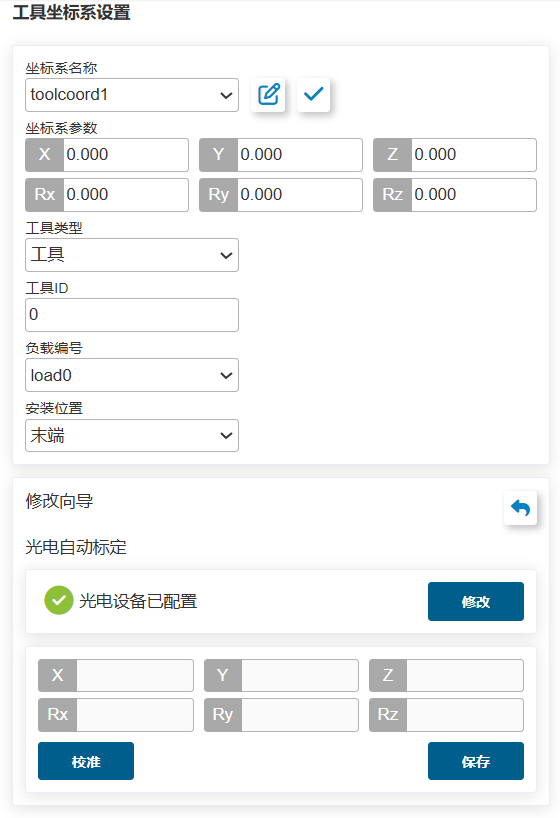 工具坐标系设置
坐标系名称
toolcoord1
坐标系参数
X 0.000 Y 0.000 Z 0.000
Rx 0.000 Ry 0.000 Rz 0.000
工具类型
工具
工具ID
0
负载编号
load0
安装位置
末端
修改向导
光电自动标定
光电设备已配置 修改
X Y Z
Rx Ry Rz
校准 保存